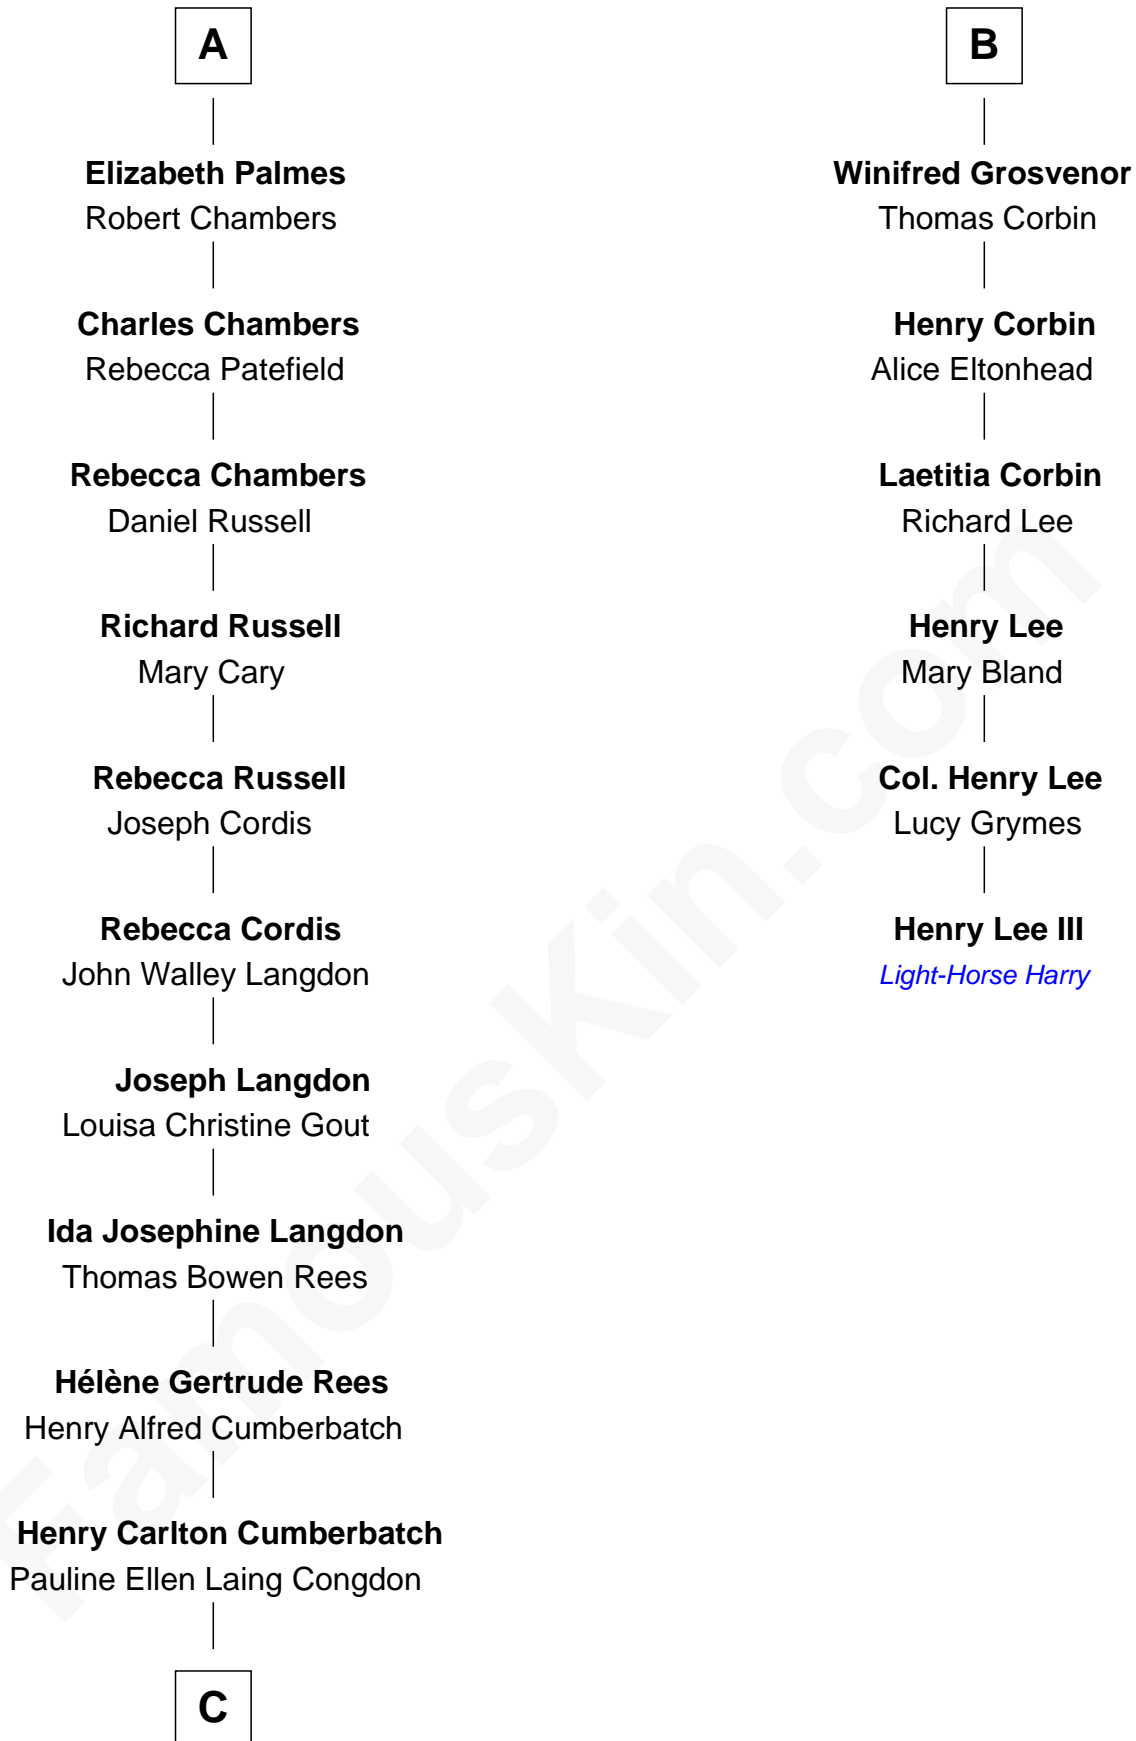 A
Elizabeth Palmes
Robert Chambers
Charles Chambers
Rebecca Patefield
Rebecca Chambers
Daniel Russell
Richard Russell
Mary Cary
Rebecca Russell
Joseph Cordis
Rebecca Cordis
John Walley Langdon
Joseph Langdon
Louisa Christine Gout
Ida Josephine Langdon
Thomas Bowen Rees
Hélène Gertrude Rees
Henry Alfred Cumberbatch
Henry Carlton Cumberbatch
Pauline Ellen Laing Congdon
C
B
Winifred Grosvenor
Thomas Corbin
Henry Corbin
Alice Eltonhead
Laetitia Corbin
Richard Lee
Henry Lee
Mary Bland
Col. Henry Lee
Lucy Grymes
Henry Lee III
Light-Horse Harry
FamousKin.com